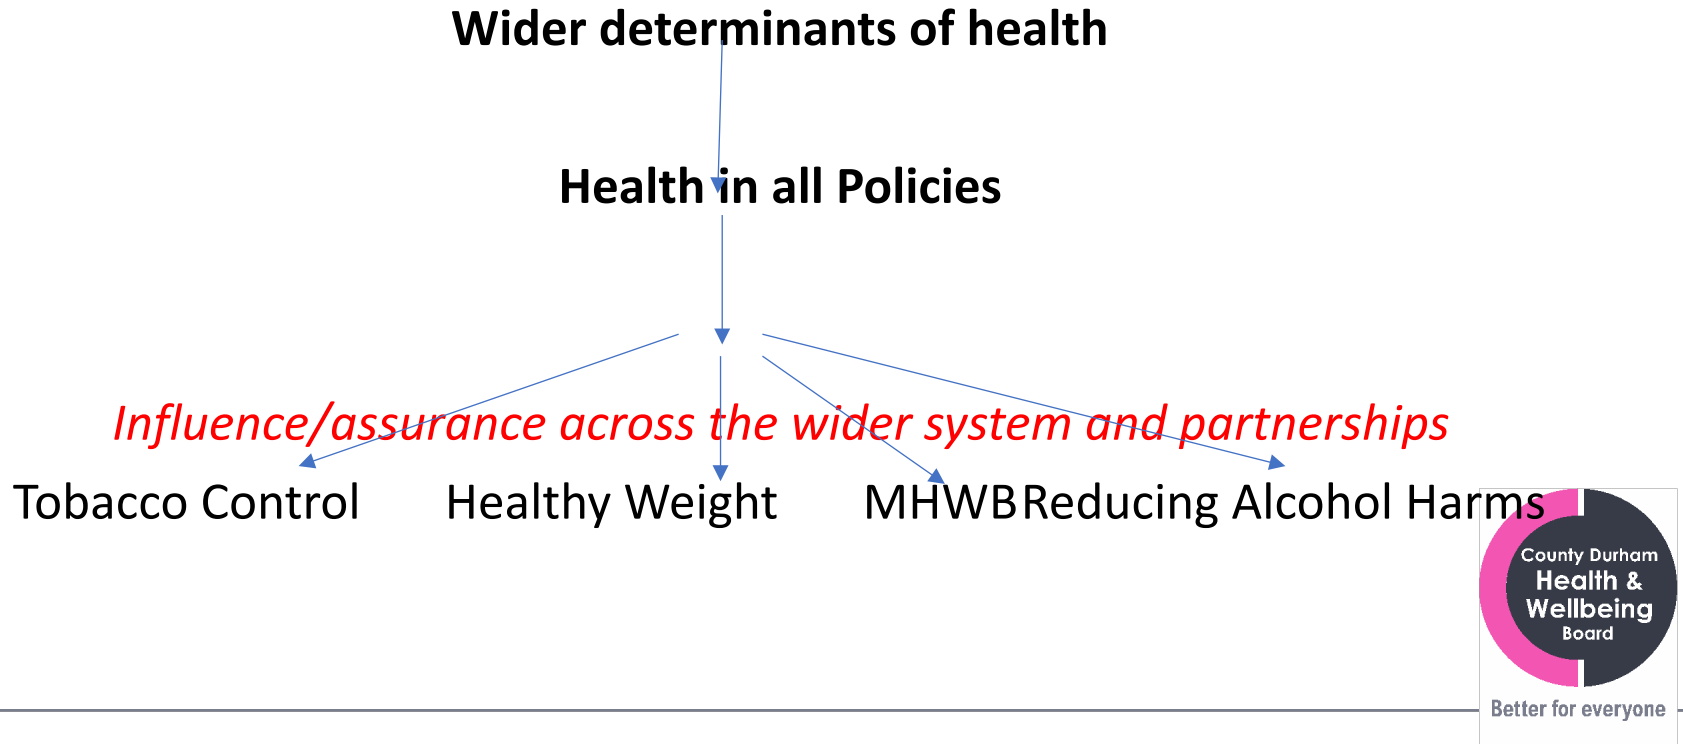 Wider determinants of health
Health in all Policies
Influence/assurance across the wider system and partnerships
Tobacco Control Healthy Weight MHWB Reducing Alcohol Harms
County Durham
Health &
Wellbeing
Board
Better for everyone